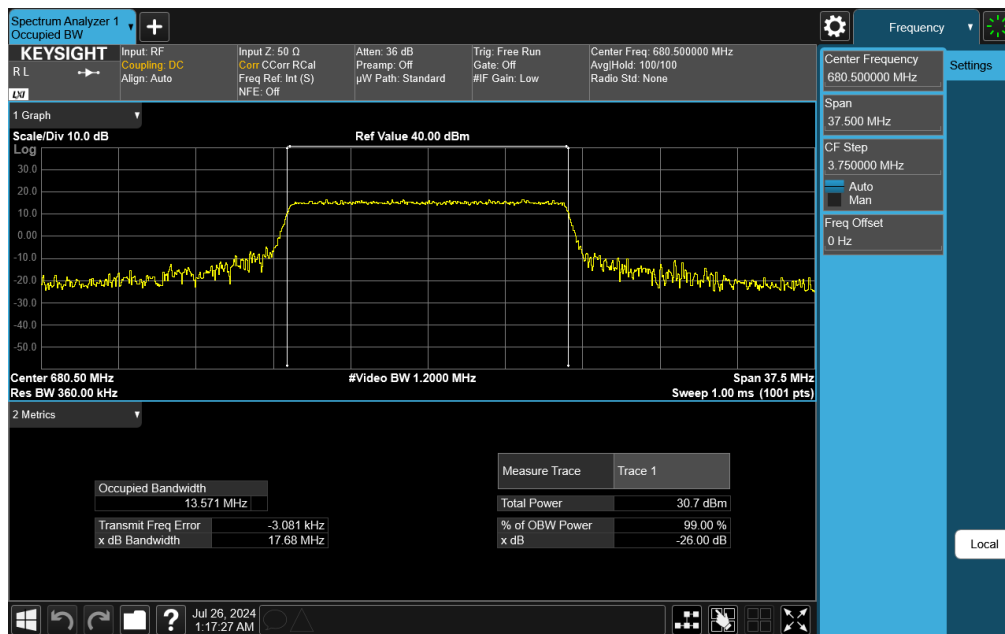 Spectrum Analyzer 1
Occupied BW
Frequency
KEYSIGHT
R L
LXI
Input: RF
Coupling: DC
Align: Auto
Input Z: 50 Ω
Corr CCorr RCal
Freq Ref: Int (S)
NFE: Off
Atten: 36 dB
Preamp: Off
µW Path: Standard
Trig: Free Run
Gate: Off
#IF Gain: Low
Center Freq: 680.500000 MHz
Avg|Hold: 100/100
Radio Std: None
Center Frequency
680.500000 MHz
Settings
Span
37.500 MHz
CF Step
3.750000 MHz
Auto
Man
Freq Offset
0 Hz
1 Graph
Scale/Div 10.0 dB
Ref Value 40.00 dBm
Log
30.0
20.0
10.0
0.00
-10.0
-20.0
-30.0
-40.0
-50.0
Center 680.50 MHz
#Video BW 1.2000 MHz
Span 37.5 MHz
Res BW 360.00 kHz
Sweep 1.00 ms (1001 pts)
2 Metrics
Measure Trace
Trace 1
Occupied Bandwidth
13.571 MHz
Total Power
30.7 dBm
Transmit Freq Error
-3.081 kHz
% of OBW Power
99.00 %
x dB Bandwidth
17.68 MHz
x dB
-26.00 dB
Local
?
Jul 26, 2024
1:17:27 AM